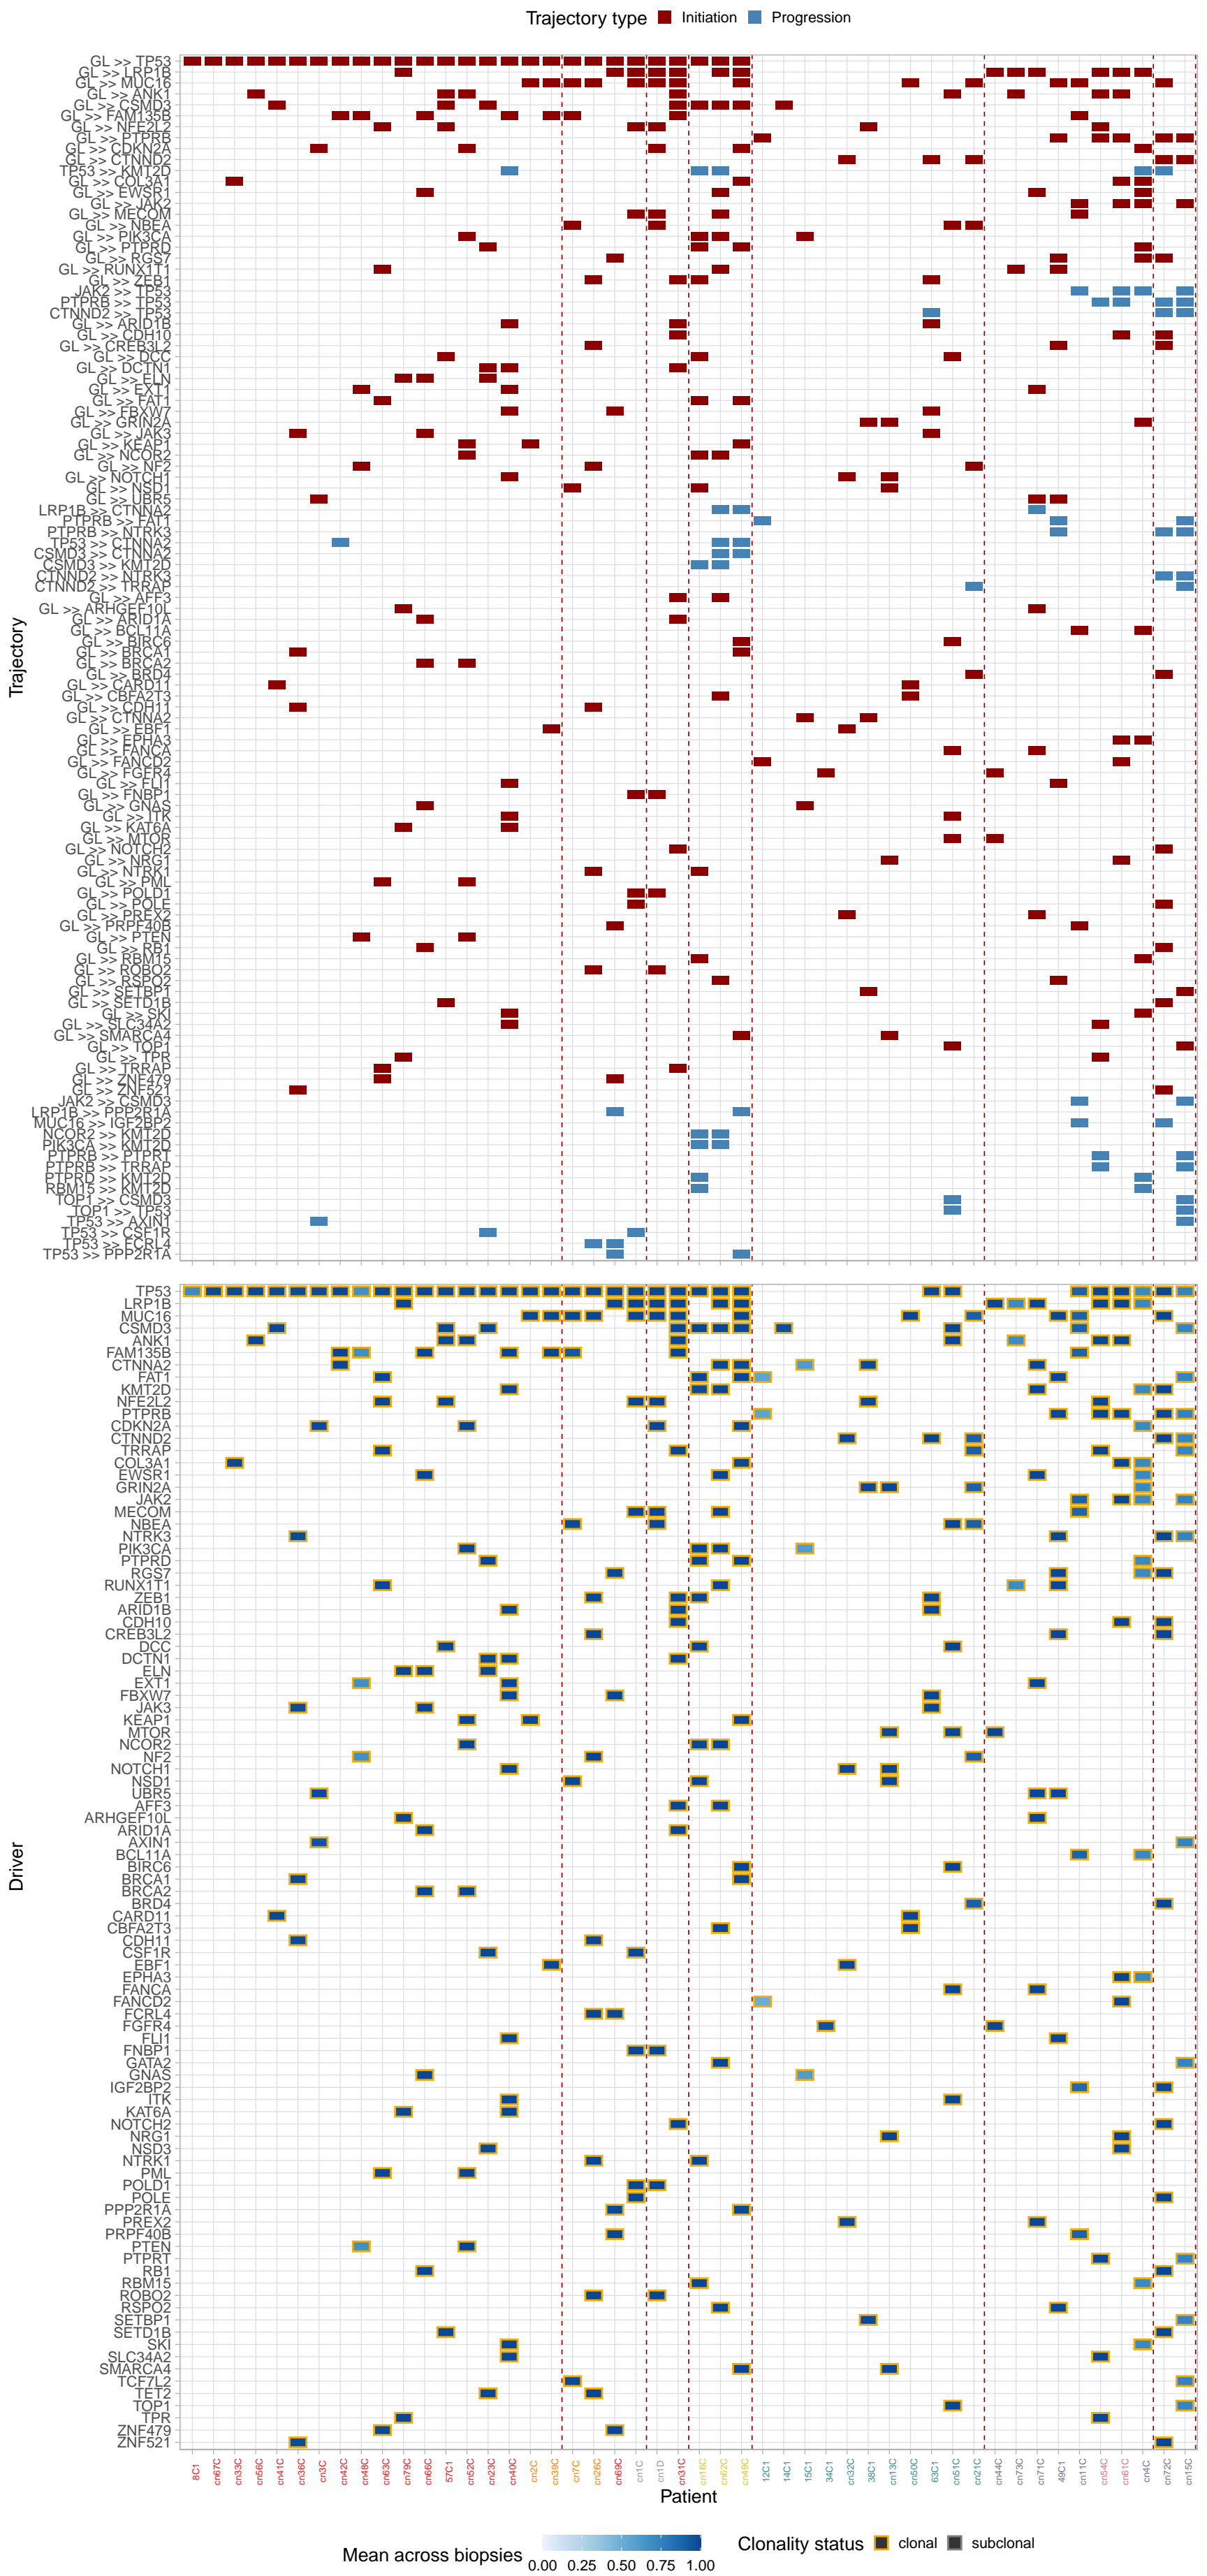 Trajectory type Initiation Progression
GL >> TP53
GL >> LRP1B
GL >> MUC16
GL >> ANK1
GL >> CSMD3
GL >> FAM135B
GL >> NFE2L2
GL >> PTPRB
GL >> CDKN2A
GL >> CTNND2
TP53 >> KMT2D
GL >> COL3A1
GL >> EWSR1
GL >> JAK2
GL >> MECOM
GL >> NBEA
GL >> PIK3CA
GL >> PTPRD
GL >> RGS7
GL >> RUNX1T1
GL >> ZEB1
JAK2 >> TP53
PTPRB >> TP53
CTNND2 >> TP53
GL >> ARID1B
GL >> CDH10
GL >> CREB3L2
GL >> DCC
GL >> DCTN1
GL >> ELN
GL >> EXT1
GL >> FAT1
GL >> FBXW7
GL >> GRIN2A
GL >> JAK3
GL >> KEAP1
GL >> NCOR2
GL >> NF2
GL >> NOTCH1
GL >> NSD1
GL >> UBR5
LRP1B >> CTNNA2
PTPRB >> FAT1
PTPRB >> NTRK3
TP53 >> CTNNA2
CSMD3 >> CTNNA2
CSMD3 >> KMT2D
CTNND2 >> NTRK3
CTNND2 >> TRRAP
GL >> AFF3
GL >> ARHGEF10L
GL >> ARID1A
GL >> BCL11A
GL >> BIRC6
GL >> BRCA1
GL >> BRCA2
GL >> BRD4
GL >> CARD11
GL >> CBFA2T3
GL >> CDH11
GL >> CTNNA2
GL >> EBF1
GL >> EPHA3
GL >> FANCA
GL >> FANCD2
GL >> FGFR4
GL >> FLI1
GL >> FNBP1
GL >> GNAS
GL >> ITK
GL >> KAT6A
GL >> MTOR
GL >> NOTCH2
GL >> NRG1
GL >> NTRK1
GL >> PML
GL >> POLD1
GL >> POLE
GL >> PREX2
GL >> PRPF40B
GL >> PTEN
GL >> RB1
GL >> RBM15
GL >> ROBO2
GL >> RSPO2
GL >> SETBP1
GL >> SETD1B
GL >> SKI
GL >> SLC34A2
GL >> SMARCA4
GL >> TOP1
GL >> TPR
GL >> TRRAP
GL >> ZNF479
GL >> ZNF521
JAK2 >> CSMD3
LRP1B >> PPP2R1A
MUC16 >> IGF2BP2
NCOR2 >> KMT2D
PIK3CA >> KMT2D
PTPRB >> PTPRT
PTPRB >> TRRAP
PTPRD >> KMT2D
RBM15 >> KMT2D
TOP1 >> CSMD3
TOP1 >> TP53
TP53 >> AXIN1
TP53 >> CSF1R
TP53 >> FCRL4
TP53 >> PPP2R1A
Trajectory
TP53
LRP1B
MUC16
CSMD3
ANK1
FAM135B
CTNNA2
FAT1
KMT2D
NFE2L2
PTPRB
CDKN2A
CTNND2
TRRAP
COL3A1
EWSR1
GRIN2A
JAK2
MECOM
NBEA
NTRK3
PIK3CA
PTPRD
RGS7
RUNX1T1
ZEB1
ARID1B
CDH10
CREB3L2
DCC
DCTN1
ELN
EXT1
FBXW7
JAK3
KEAP1
MTOR
NCOR2
NF2
NOTCH1
NSD1
UBR5
AFF3
ARHGEF10L
ARID1A
AXIN1
BCL11A
BIRC6
BRCA1
BRCA2
BRD4
CARD11
CBFA2T3
CDH11
CSF1R
EBF1
EPHA3
FANCA
FANCD2
FCRL4
FGFR4
FLI1
FNBP1
GATA2
GNAS
IGF2BP2
ITK
KAT6A
NOTCH2
NRG1
NSD3
NTRK1
PML
POLD1
POLE
PPP2R1A
PREX2
PRPF40B
PTEN
PTPRT
RB1
RBM15
ROBO2
RSPO2
SETBP1
SETD1B
SKI
SLC34A2
SMARCA4
TCF7L2
TET2
TOP1
TPR
ZNF479
ZNF521
Driver
8C1 cn67C cn33C cn56C cn41C cn36C cn3C cn42C cn48C cn63C cn79C cn66C 57C1 cn52C cn23C cn40C cn2C cn39C cn7C cn26C cn69C cn1C cn1D cn31C cn16C cn62C cn49C 12C1 14C1 15C1 34C1 cn32C 38C1 cn13C cn50C 63C1 cn51C cn21C cn44C cn73C cn71C 49C1 cn11C cn54C cn61C cn4C cn72C cn15C
Patient
Mean across biopsies 0.00 0.25 0.50 0.75 1.00 Clonality status clonal subclonal